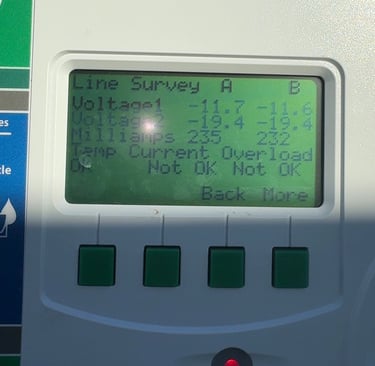 Line Survey A B
Voltage1 -11.7 -11.6
Voltage2 -19.4 -19.4
Milliamps 235 232
Temp Current Overload
OK Not OK Not OK
Back More